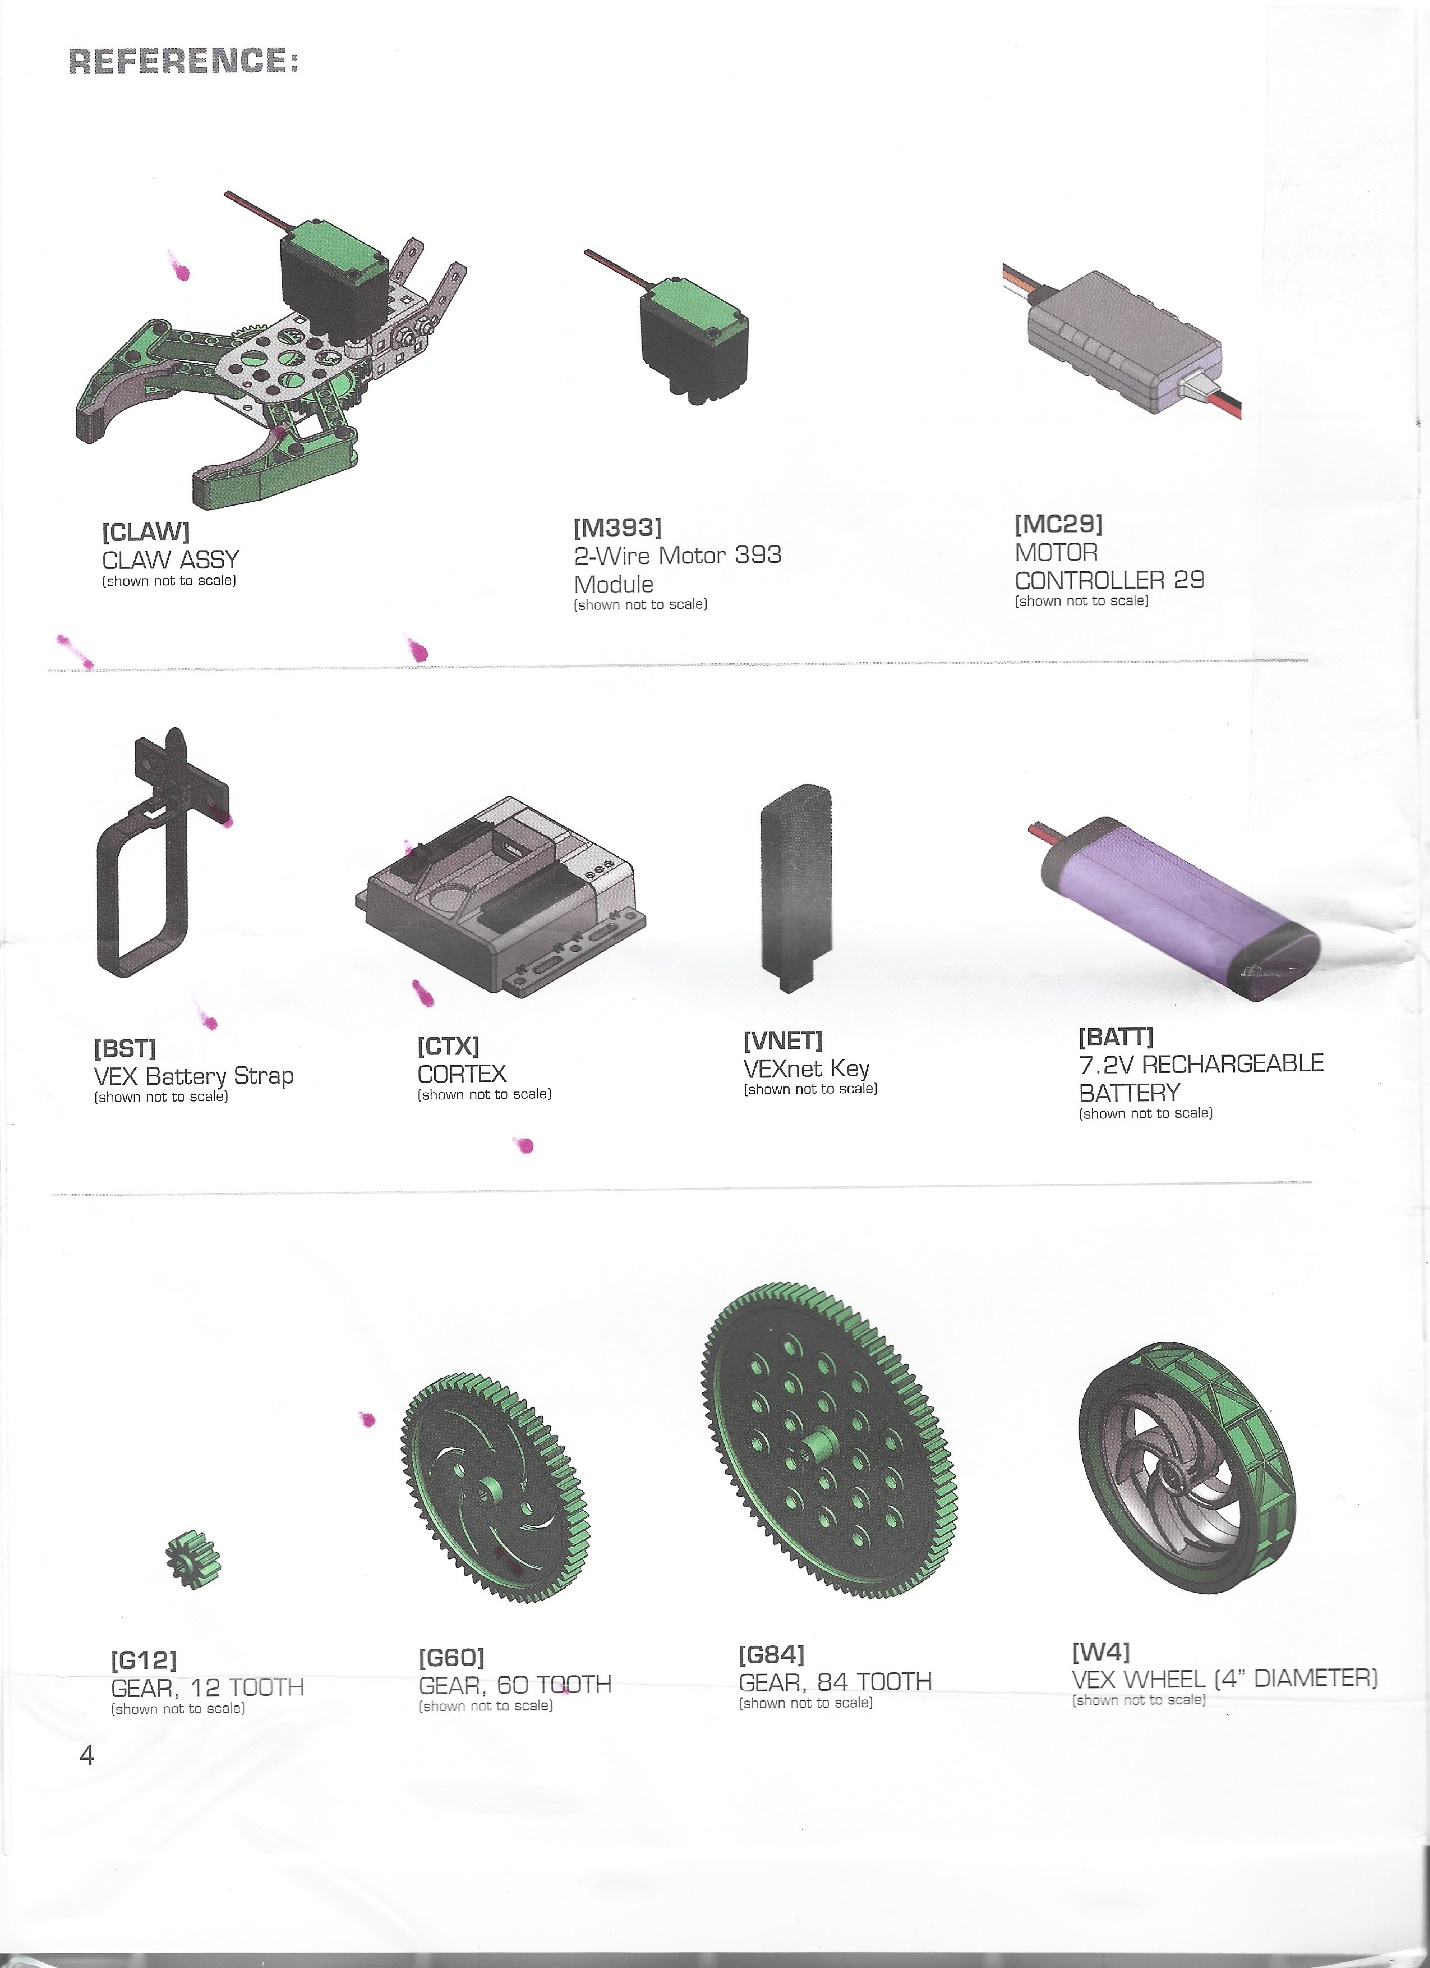 REFERENCE:
[CLAW]
CLAW ASSY
(shown not to scale)
[M393]
2-Wire Motor 393
Module
(shown not to scale)
[MC29]
MOTOR
CONTROLLER 29
(shown not to scale)
[BST]
VEX Battery Strap
(shown not to scale)
[CTX]
CORTEX
(shown not to scale)
[VNET]
VEXnet Key
(shown not to scale)
[BATT]
7.2V RECHARGEABLE
BATTERY
(shown not to scale)
[G12]
GEAR, 12 TOOTH
(shown not to scale)
[G60]
GEAR, 60 TOOTH
(shown not to scale)
[G84]
GEAR, 84 TOOTH
(shown not to scale)
[W4]
VEX WHEEL (4” DIAMETER)
(shown not to scale)
4